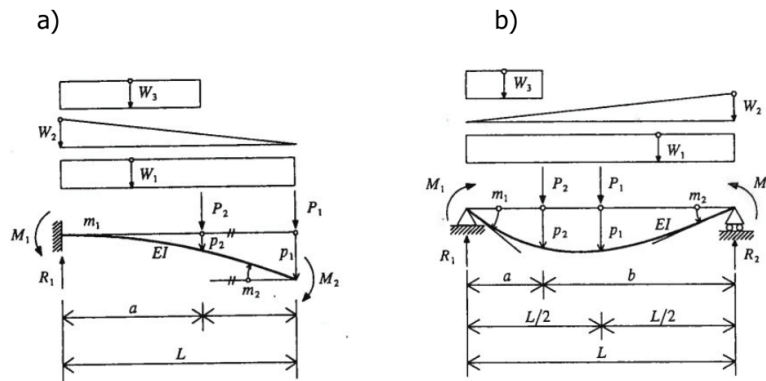 a)
b)
W₃
W₂
W₁
P₂
P₁
M₁
m₁
p₂
p₁
EI
m₂
M₂
R₁
a
L
W₃
W₂
W₁
P₂
P₁
M₁
M
m₁
m₂
p₂
p₁
EI
R₁
R₂
a
b
L/2
L/2
L